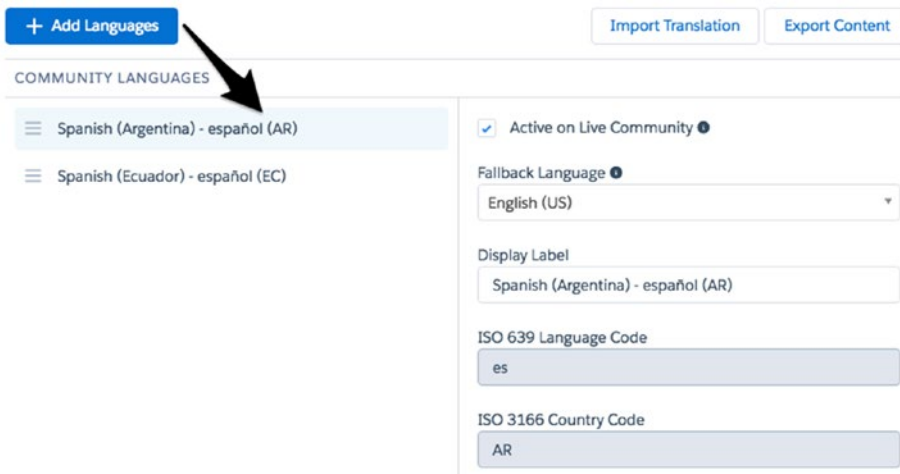 + Add Languages
Import Translation
Export Content
COMMUNITY LANGUAGES
Spanish (Argentina) - español (AR)
Spanish (Ecuador) - español (EC)
Active on Live Community
Fallback Language
English (US)
Display Label
Spanish (Argentina) - español (AR)
ISO 639 Language Code
es
ISO 3166 Country Code
AR